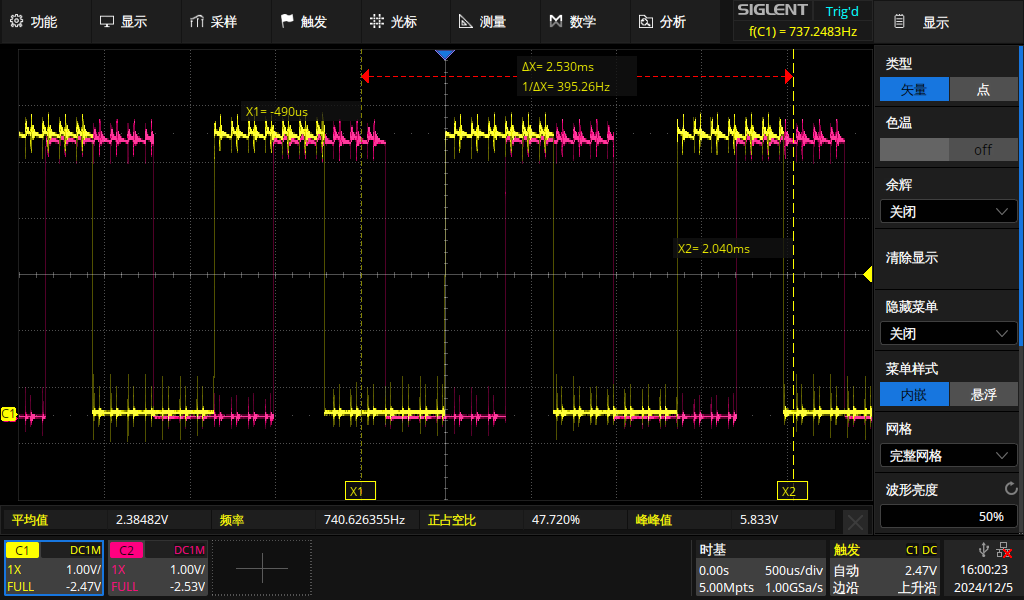 功能 显示 采样 触发 光标 测量 数学 分析
SIGLENT Trig'd
f(C1) = 737.2483Hz
显示
类型
矢量 点
色温
off
余辉
关闭
清除显示
隐藏菜单
关闭
菜单样式
内嵌 悬浮
网格
完整网格
波形亮度
50%
ΔX= 2.530ms
1/ΔX= 395.26Hz
X1= -490us
X2= 2.040ms
C1
X1 X2
平均值 2.38482V 频率 740.626355Hz 正占空比 47.720% 峰峰值 5.833V
C1 DC1M
1X 1.00V/
FULL -2.47V
C2 DC1M
1X 1.00V/
FULL -2.53V
时基
0.00s 500us/div
5.00Mpts 1.00GSa/s
触发 C1 DC
自动 2.47V
边沿 上升沿
16:00:23
2024/12/5